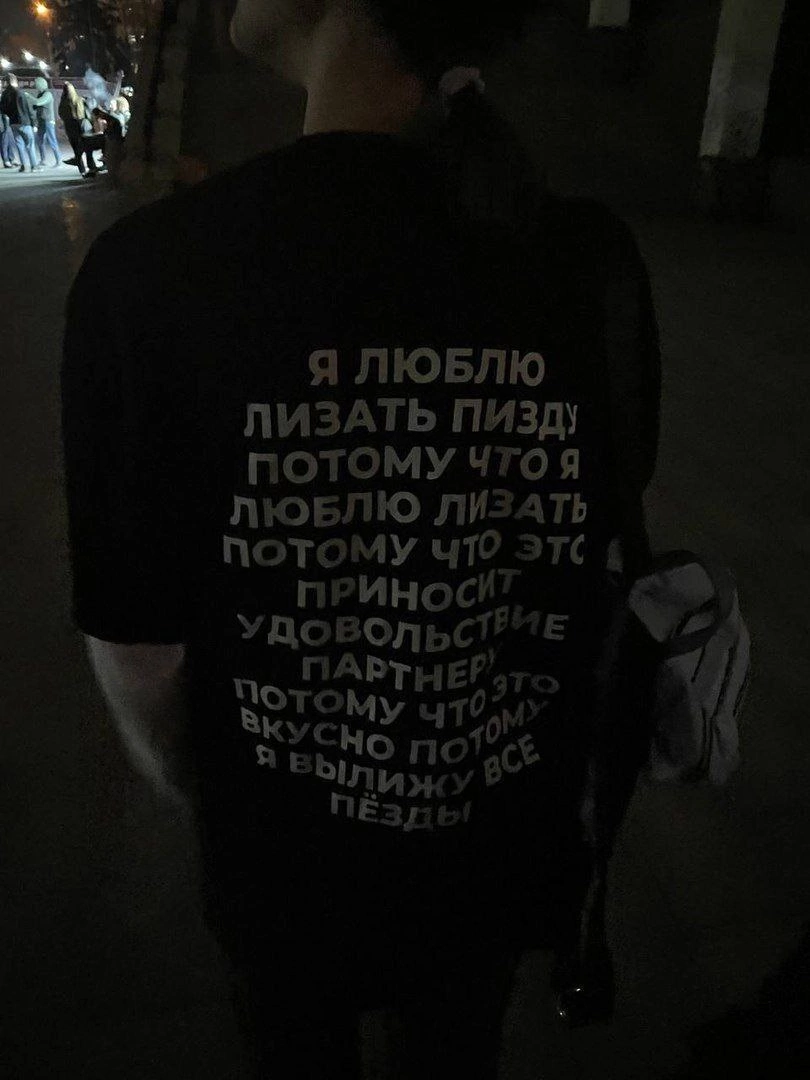 Я ЛЮБЛЮ
ЛИЗАТЬ ПИЗДУ
ПОТОМУ ЧТО Я
ЛЮБЛЮ ЛИЗАТЬ
ПОТОМУ ЧТО ЭТО
ПРИНОСИТ
УДОВОЛЬСТВИЕ
ПАРТНЕРУ
ПОТОМУ ЧТО ЭТО
ВКУСНО ПОТОМУ
Я ВЫЛИЖУ ВСЕ
ПЁЗДЫ